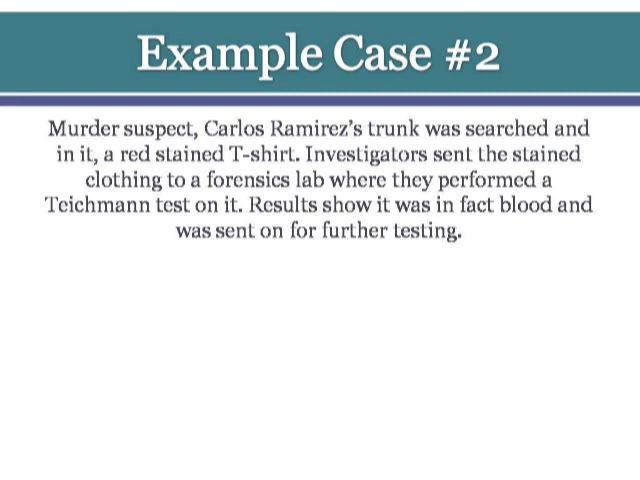 Example Case #2
Murder suspect, Carlos Ramirez's trunk was searched and
in it, a red stained T-shirt. Investigators sent the stained
clothing to a forensics lab where they performed a
Teichmann test on it. Results show it was in fact blood and
was sent on for further testing.